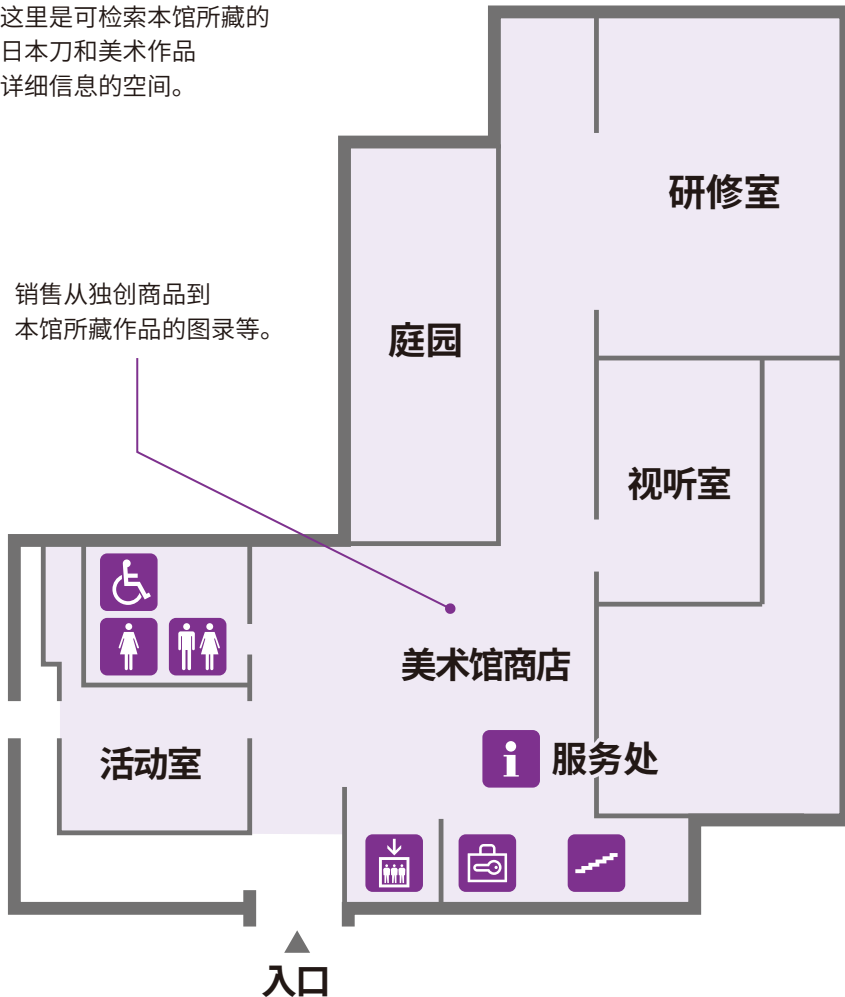 这里是可检索本馆所藏的
日本刀和美术作品
详细信息的空间。
研修室
销售从独创商品到
本馆所藏作品的图录等。
庭园
视听室
美术馆商店
服务处
活动室
入口